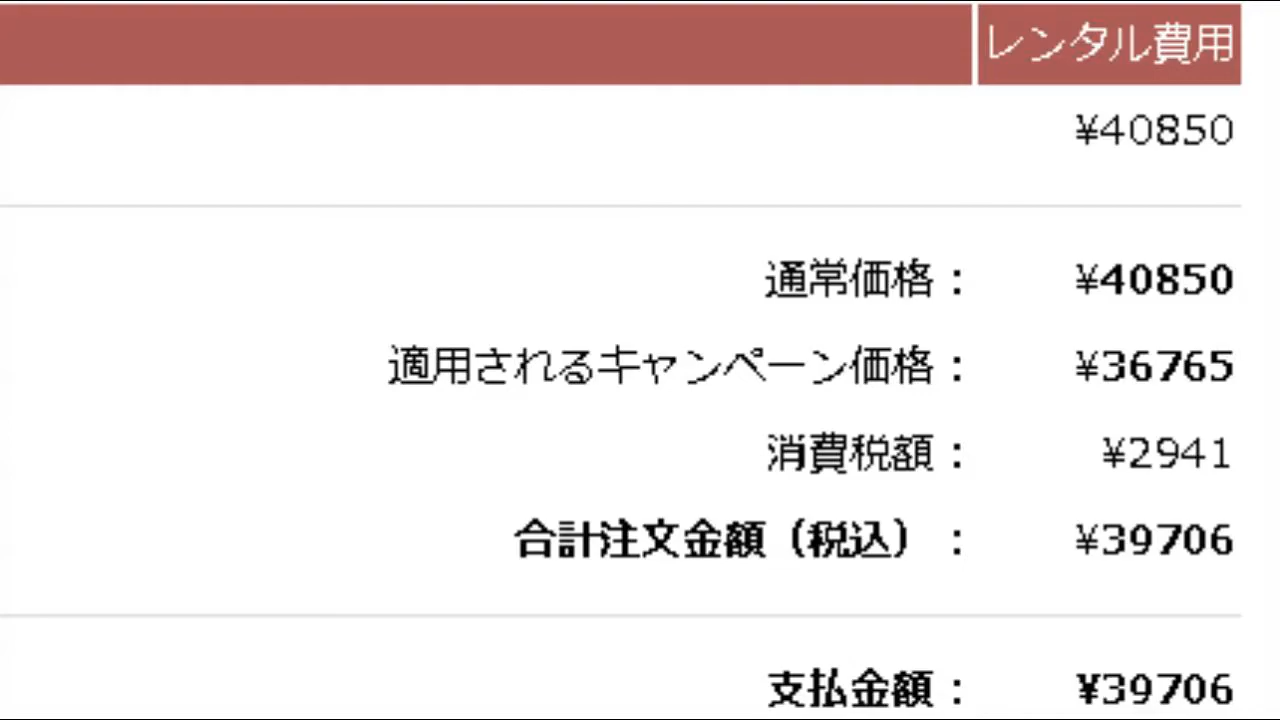 レンタル費用
¥40850
通常価格： ¥40850
適用されるキャンペーン価格： ¥36765
消費税額： ¥2941
合計注文金額（税込）： ¥39706
支払金額： ¥39706